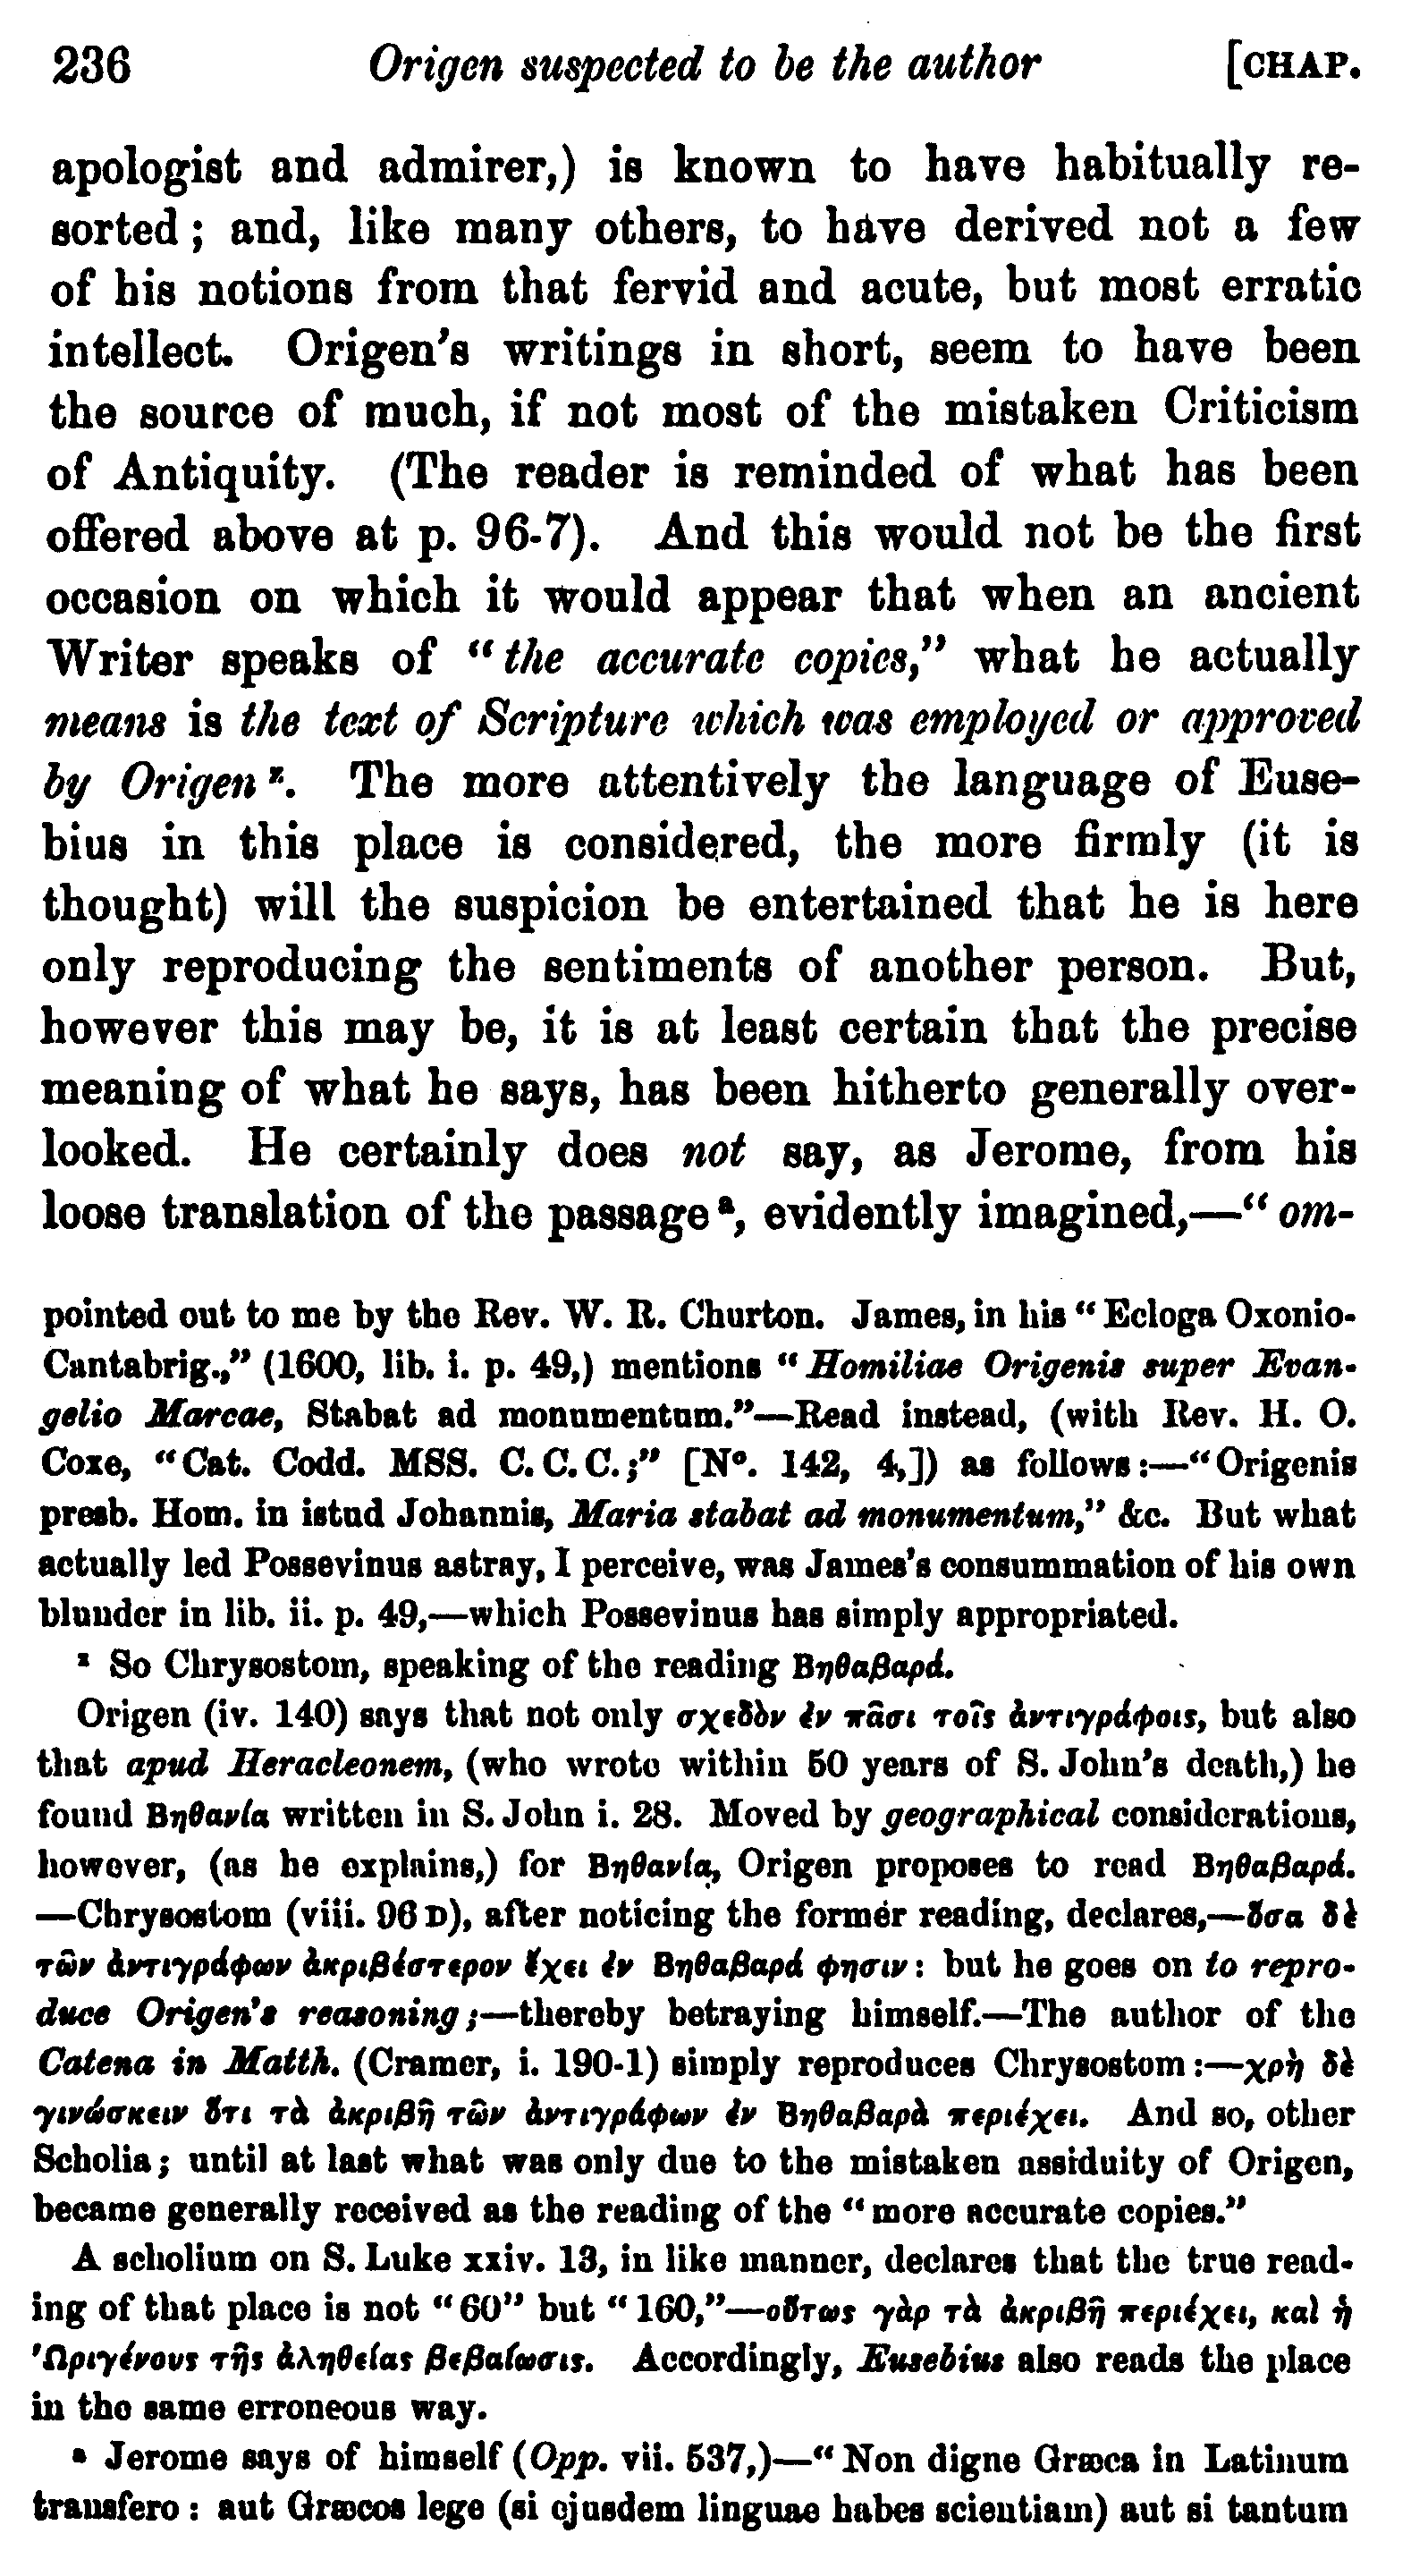 236 Origen suspected to be the author [CHAP.
apologist and admirer,) is known to have habitually re-
sorted; and, like many others, to have derived not a few
of his notions from that fervid and acute, but most erratic
intellect. Origen's writings in short, seem to have been
the source of much, if not most of the mistaken Criticism
of Antiquity. (The reader is reminded of what has been
offered above at p. 96-7). And this would not be the first
occasion on which it would appear that when an ancient
Writer speaks of "the accurate copies," what he actually
means is the text of Scripture which was employed or approved
by Origen ᶻ. The more attentively the language of Euse-
bius in this place is considered, the more firmly (it is
thought) will the suspicion be entertained that he is here
only reproducing the sentiments of another person. But,
however this may be, it is at least certain that the precise
meaning of what he says, has been hitherto generally over-
looked. He certainly does not say, as Jerome, from his
loose translation of the passage ᵃ, evidently imagined,—"om-
pointed out to me by the Rev. W. R. Churton. James, in his "Ecloga Oxonio-
Cantabrig.," (1600, lib. i. p. 49,) mentions "Homiliae Origenis super Evan-
gelio Marcae, Stabat ad monumentum."—Read instead, (with Rev. H. O.
Coxe, "Cat. Codd. MSS. C. C. C.;" [Nº. 142, 4,]) as follows:—"Origenis
presb. Hom. in istud Johannis, Maria stabat ad monumentum," &c. But what
actually led Possevinus astray, I perceive, was James's consummation of his own
blunder in lib. ii. p. 49,—which Possevinus has simply appropriated.
ᶻ So Chrysostom, speaking of the reading Βηθαβαρά.
Origen (iv. 140) says that not only σχεδὸν ἐν πᾶσι τοῖς ἀντιγράφοις, but also
that apud Heracleonem, (who wrote within 50 years of S. John's death,) he
found Βηθανία written in S. John i. 28. Moved by geographical considerations,
however, (as he explains,) for Βηθανίᾳ, Origen proposes to read Βηθαβαρά.
—Chrysostom (viii. 96 D), after noticing the former reading, declares,—ὅσα δὲ
τῶν ἀντιγράφων ἀκριβέστερον ἔχει ἐν Βηθαβαρά φησιν: but he goes on to repro-
duce Origen's reasoning;—thereby betraying himself.—The author of the
Catena in Matth. (Cramer, i. 190-1) simply reproduces Chrysostom:—χρὴ δὲ
γινώσκειν ὅτι τὰ ἀκριβῆ τῶν ἀντιγράφων ἐν Βηθαβαρὰ περιέχει. And so, other
Scholia; until at last what was only due to the mistaken assiduity of Origen,
became generally received as the reading of the "more accurate copies."
A scholium on S. Luke xxiv. 13, in like manner, declares that the true read-
ing of that place is not "60" but "160,"—οὕτως γὰρ τὰ ἀκριβῆ περιέχει, καὶ ἡ
Ὠριγένους τῆς ἀληθείας βεβαίωσις. Accordingly, Eusebius also reads the place
in the same erroneous way.
ᵃ Jerome says of himself (Opp. vii. 537,)—"Non digne Græca in Latinum
transfero: aut Græcos lege (si ejusdem linguae habes scientiam) aut si tantum